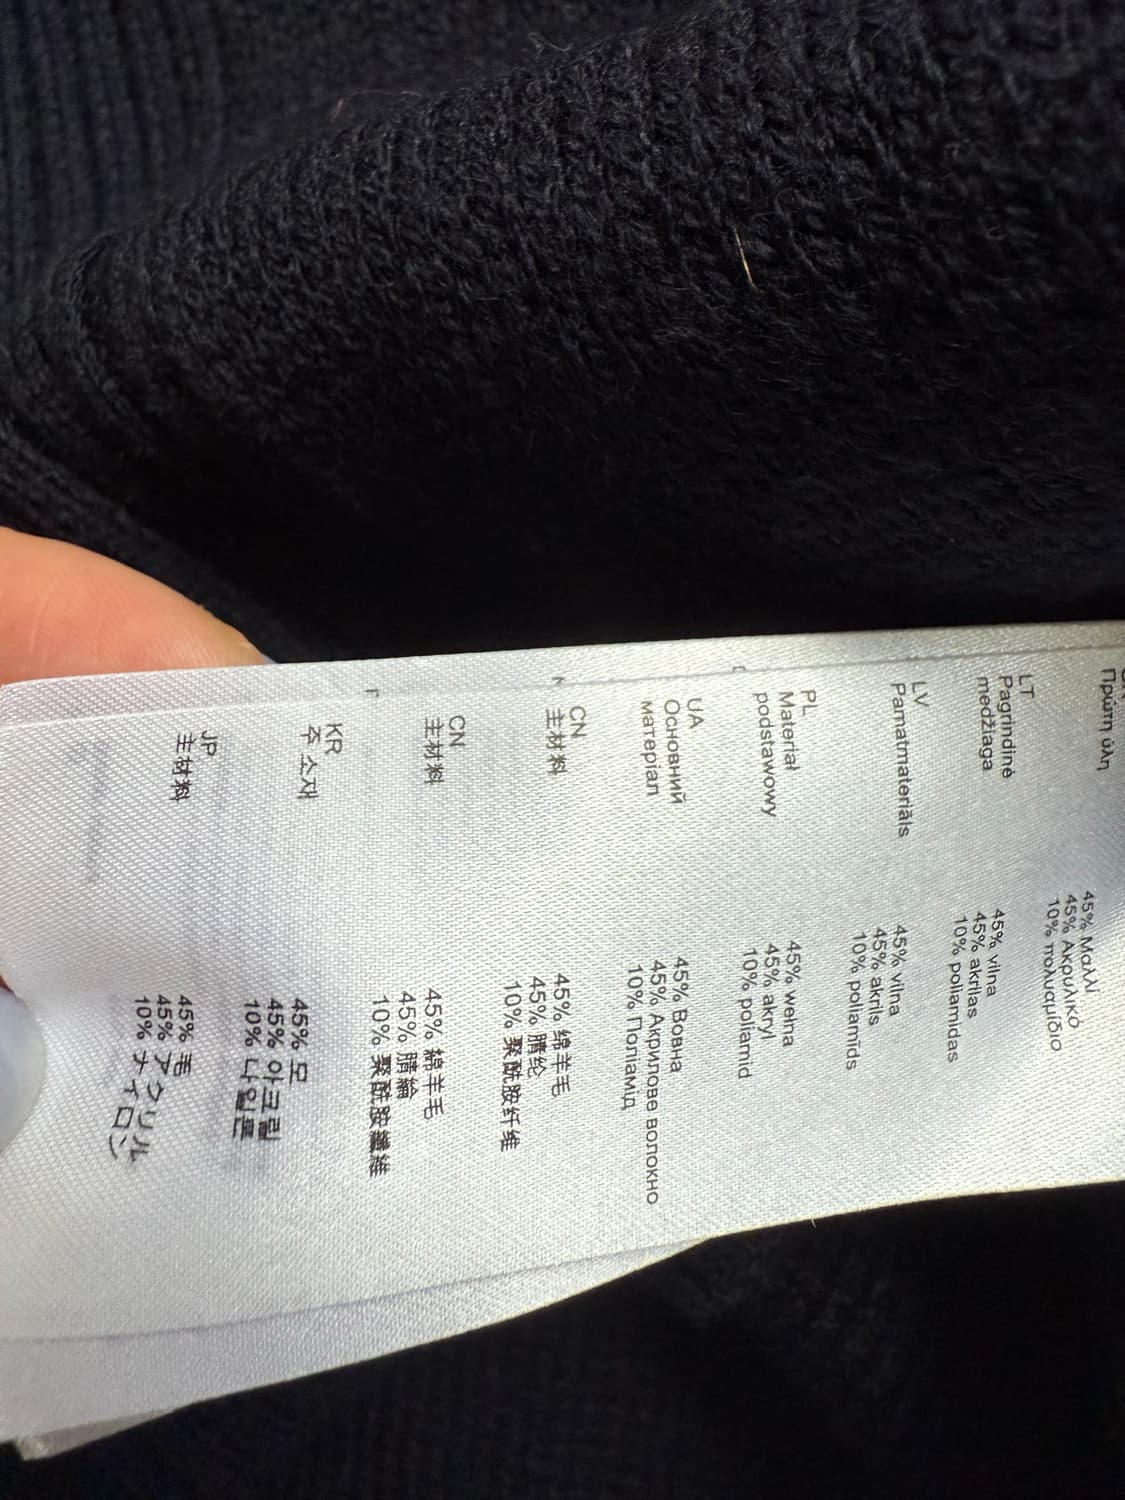 Πρώτη ύλη
45% Μαλλί
45% Ακρυλικό
10% πολυαμίδιο
LT
Pagrindinė
medžiaga
45% vilna
45% akrilas
10% poliamidas
LV
Pamatmateriāls
45% vilna
45% akrils
10% poliamīds
PL
Materiał
podstawowy
45% wełna
45% akryl
10% poliamid
UA
Основний
матеріал
45% Вовна
45% Акрилове волокно
10% Поліамід
CN
主材料
45% 绵羊毛
45% 腈纶
10% 聚酰胺纤维
CN
主材料
45% 綿羊毛
45% 腈綸
10% 聚酰胺纖維
KR
주 소재
45% 모
45% 아크릴
10% 나일론
JP
主材料
45% 毛
45% アクリル
10% ナイロン